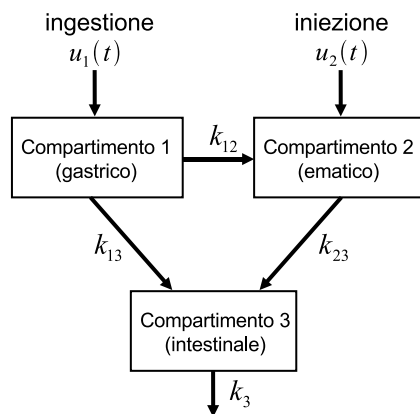 ingestione
u₁(t)
iniezione
u₂(t)
Compartimento 1
(gastrico)
k₁₂
Compartimento 2
(ematico)
k₁₃
k₂₃
Compartimento 3
(intestinale)
k₃